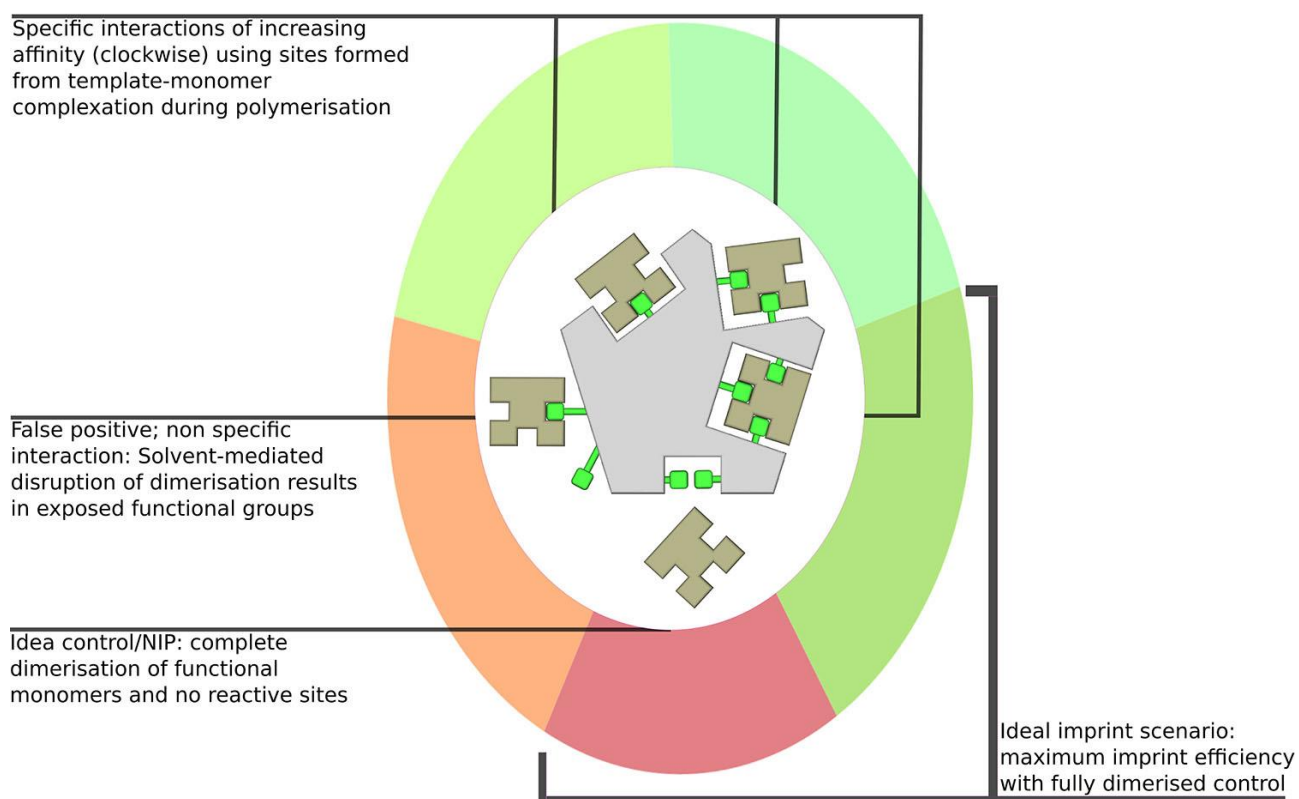 Specific interactions of increasing
affinity (clockwise) using sites formed
from template-monomer
complexation during polymerisation
False positive; non specific
interaction: Solvent-mediated
disruption of dimerisation results
in exposed functional groups
Idea control/NIP: complete
dimerisation of functional
monomers and no reactive sites
Ideal imprint scenario:
maximum imprint efficiency
with fully dimerised control